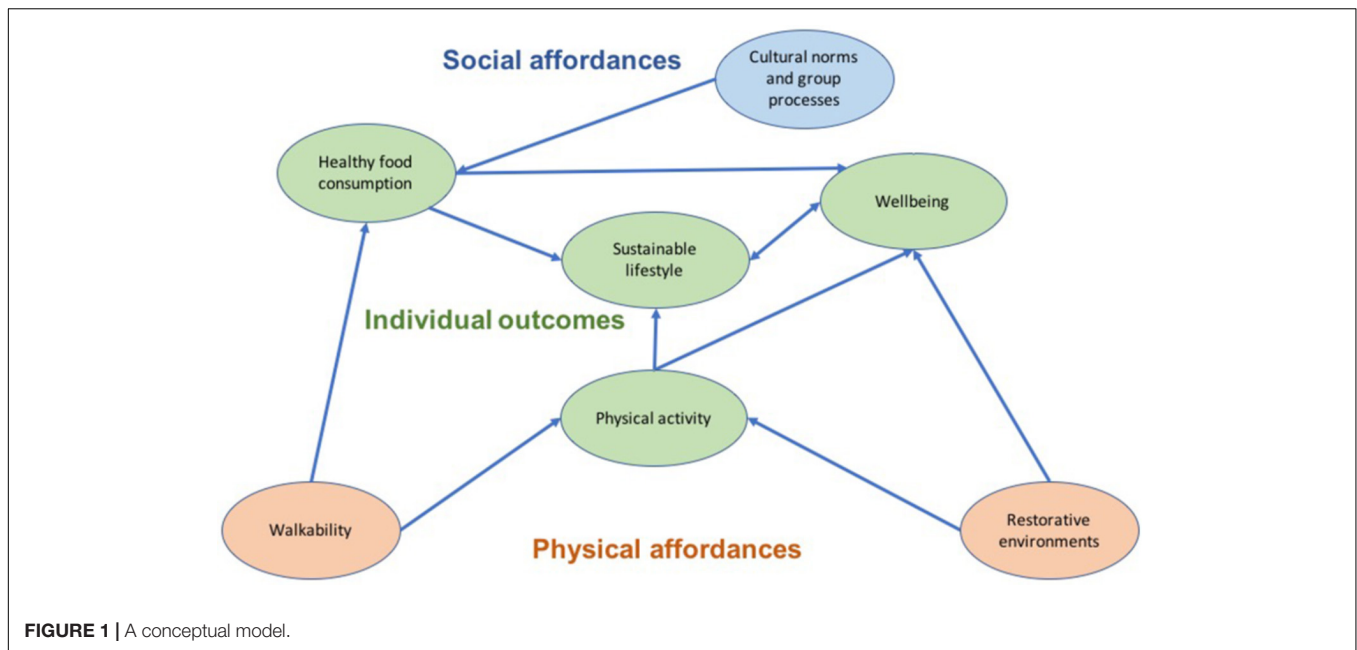 Social affordances
Cultural norms
and group
processes
Healthy food
consumption
Wellbeing
Sustainable
lifestyle
Individual outcomes
Physical activity
Walkability
Restorative
environments
Physical affordances
FIGURE 1 | A conceptual model.